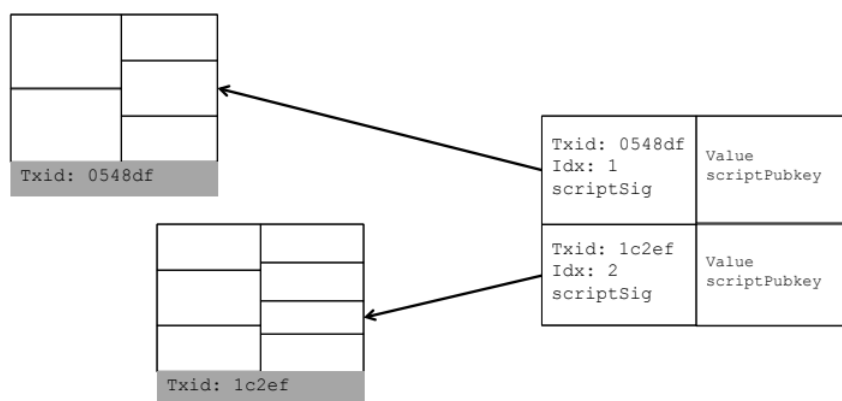 Txid: 0548df
Txid: 0548df
Idx: 1
scriptSig
Value
scriptPubkey
Txid: 1c2ef
Idx: 2
scriptSig
Value
scriptPubkey
Txid: 1c2ef